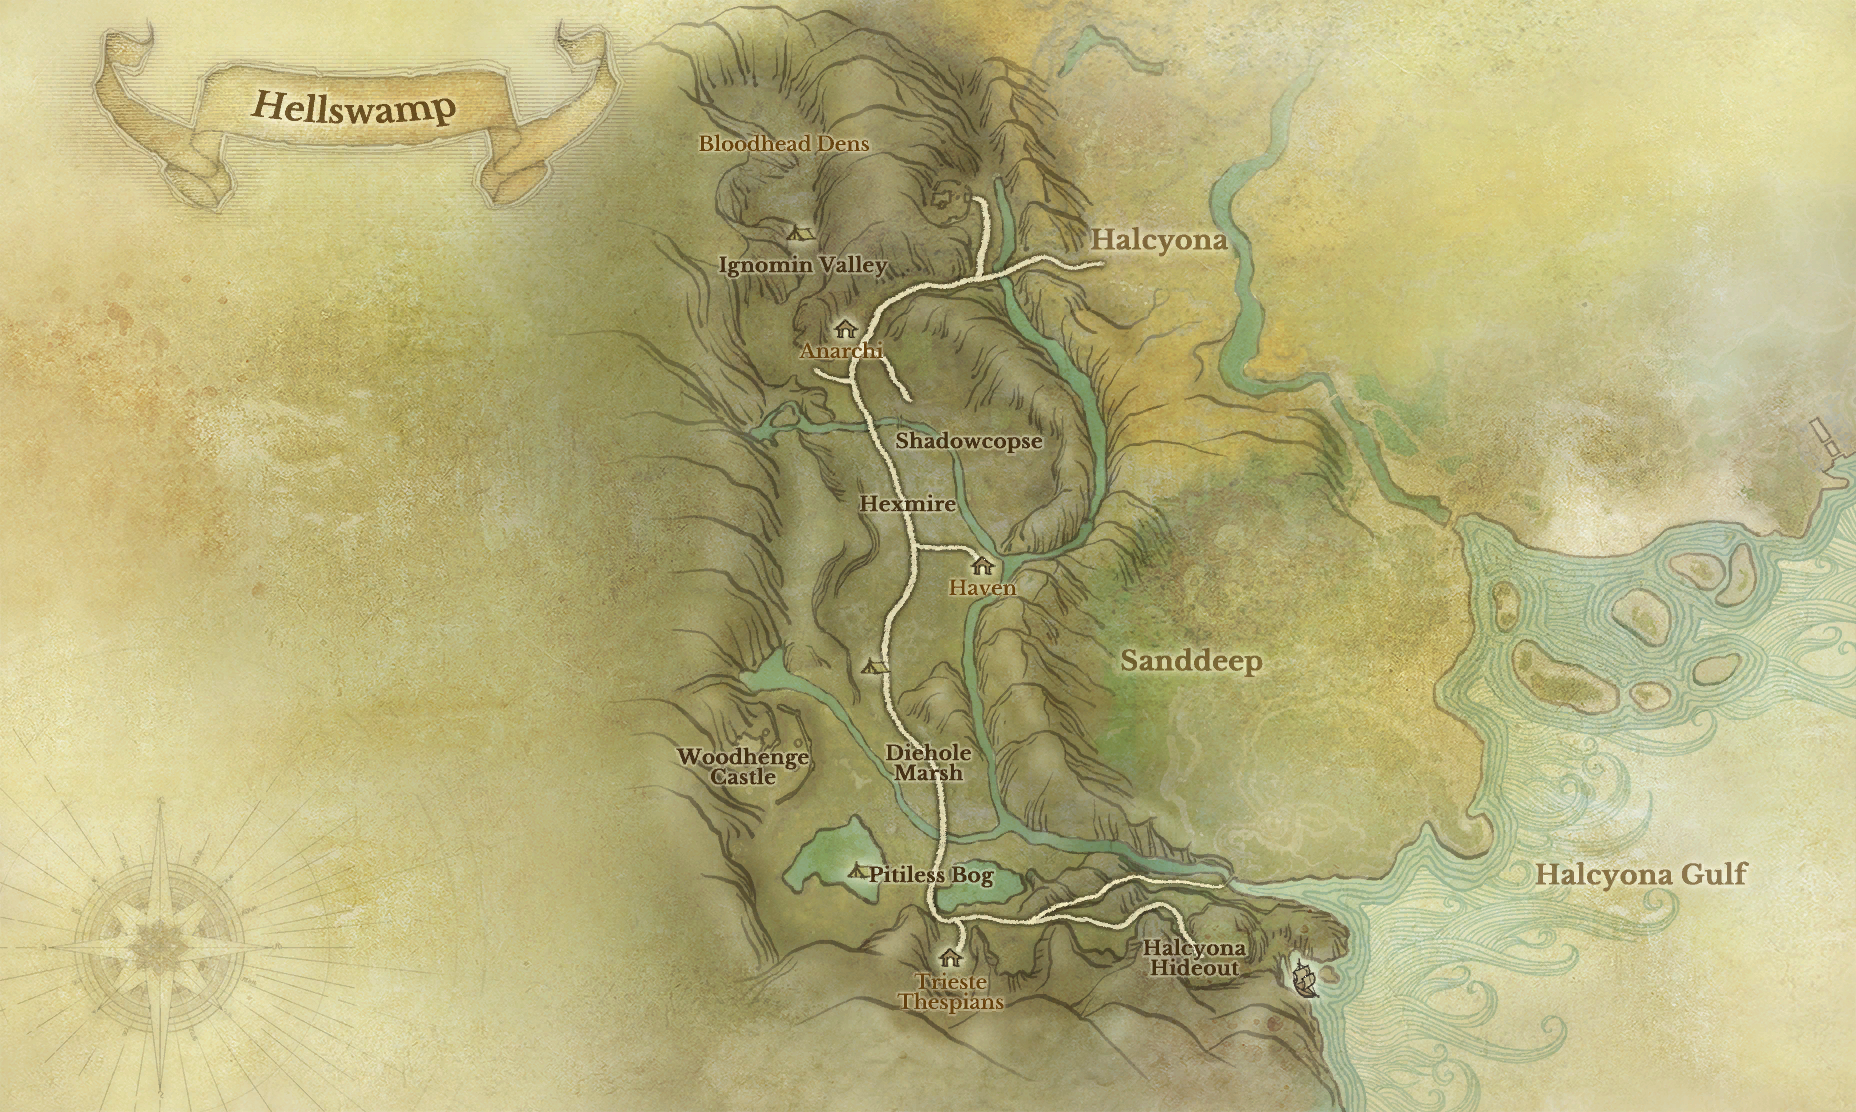 Hellswamp
Bloodhead Dens
Halcyona
Ignomin Valley
Anarchi
Shadowcopse
Hexmire
Haven
Sanddeep
Woodhenge
Castle
Diehole
Marsh
Pitiless Bog
Halcyona Gulf
Halcyona
Hideout
Trieste
Thespians